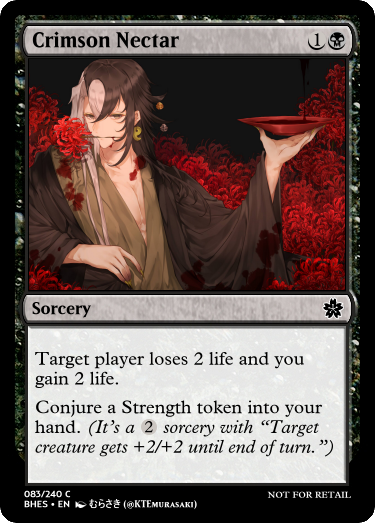 Crimson Nectar 1
Sorcery
Target player loses 2 life and you
gain 2 life.
Conjure a Strength token into your
hand. (It's a 2 sorcery with “Target
creature gets +2/+2 until end of turn.”)
083/240 C
NOT FOR RETAIL
BHES • EN むらさき (@KTEMURASAKI)